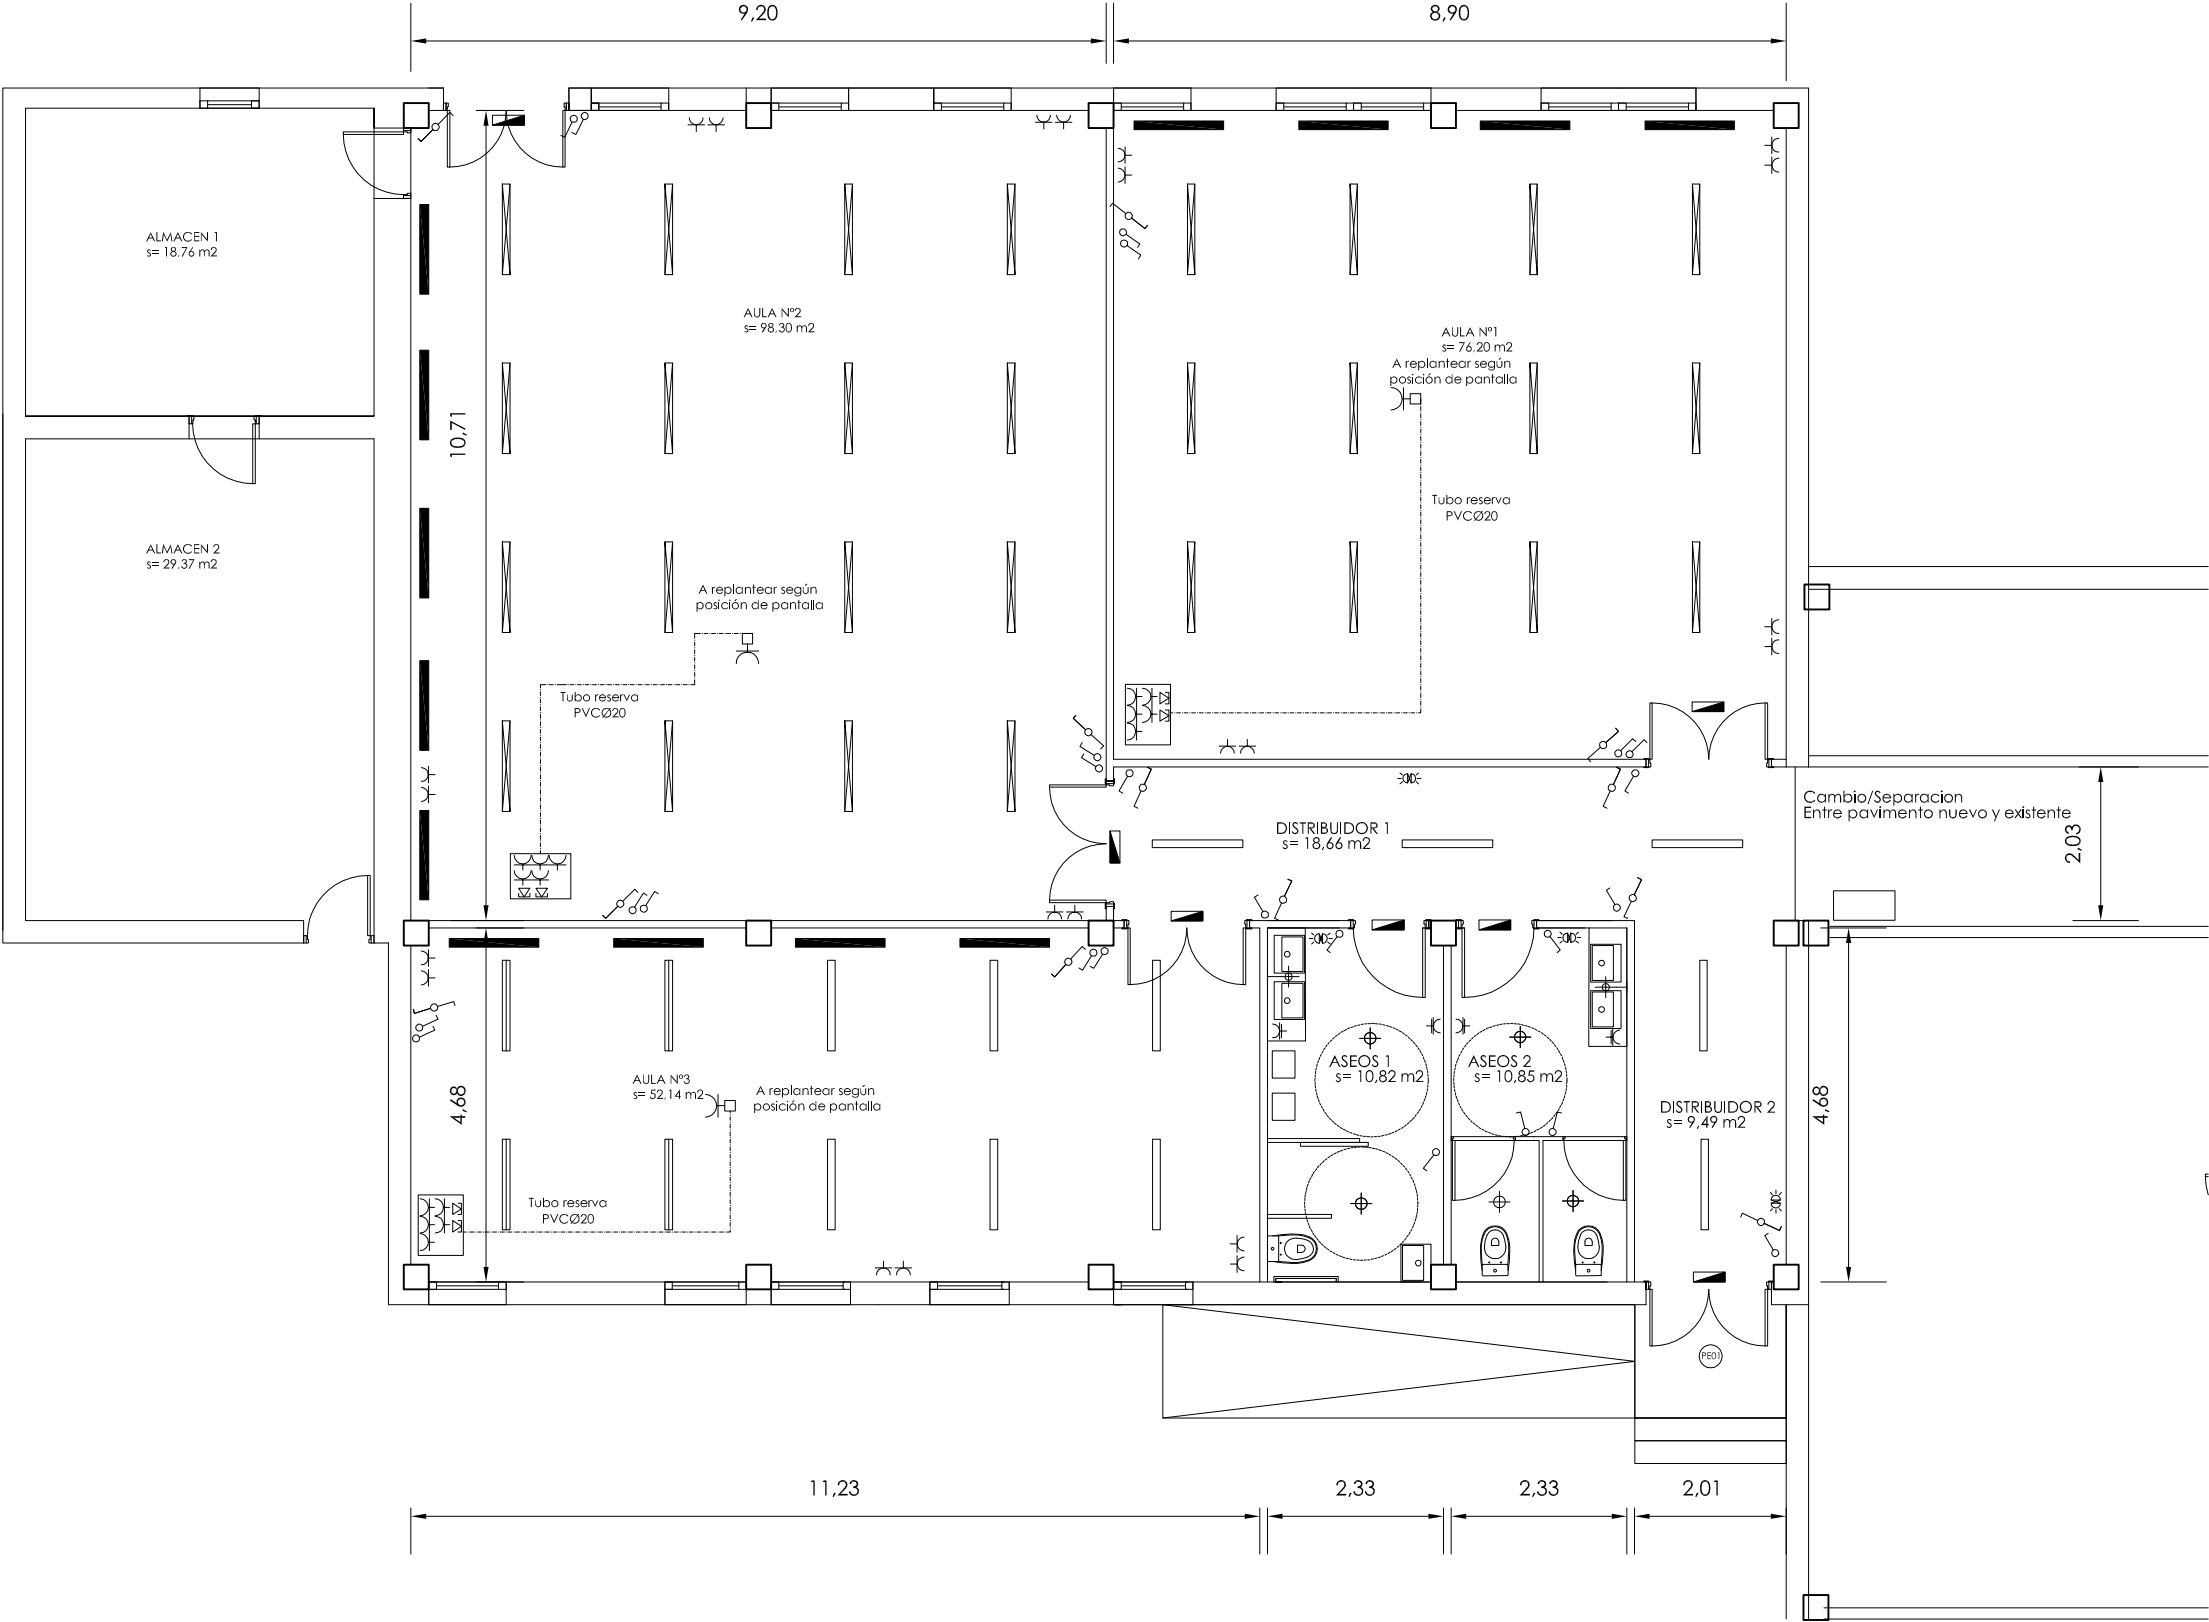 9,20
8,90
ALMACEN 1
s= 18,76 m2
AULA Nº2
s= 98,30 m2
AULA Nº1
s= 76,20 m2
A replantear según
posición de pantalla
10,71
Tubo reserva
PVCØ20
ALMACEN 2
s= 29,37 m2
A replantear según
posición de pantalla
Tubo reserva
PVCØ20
Cambio/Separacion
Entre pavimento nuevo y existente
2,03
DISTRIBUIDOR 1
s= 18,66 m2
ASEOS 1
s= 10,82 m2
ASEOS 2
s= 10,85 m2
AULA Nº3
s= 52,14 m2
A replantear según
posición de pantalla
4,68
4,68
DISTRIBUIDOR 2
s= 9,49 m2
Tubo reserva
PVCØ20
PE01
11,23
2,33
2,33
2,01